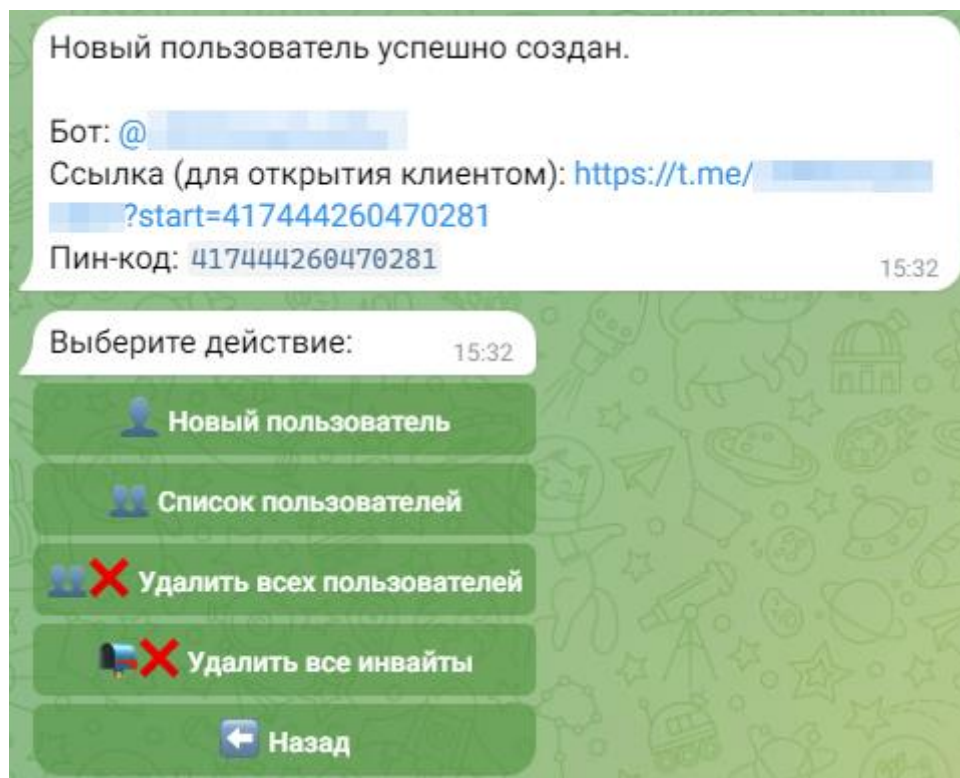 Новый пользователь успешно создан.
Бот: @
Ссылка (для открытия клиентом): https://t.me/
?start=417444260470281
Пин-код: 417444260470281
15:32
Выберите действие:
15:32
Новый пользователь
Список пользователей
Удалить всех пользователей
Удалить все инвайты
Назад